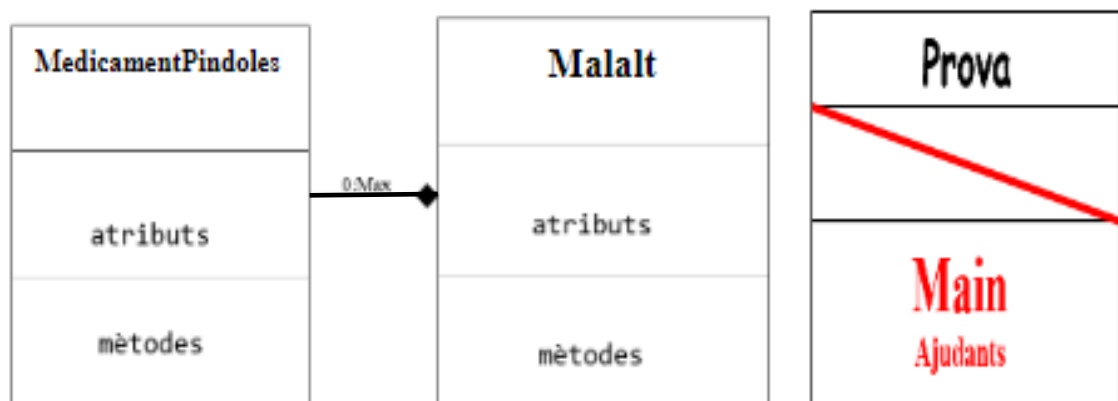 MedicamentPindoles
atributs
mètodes
0:Max
Malalt
atributs
mètodes
Prova
Main
Ajudants